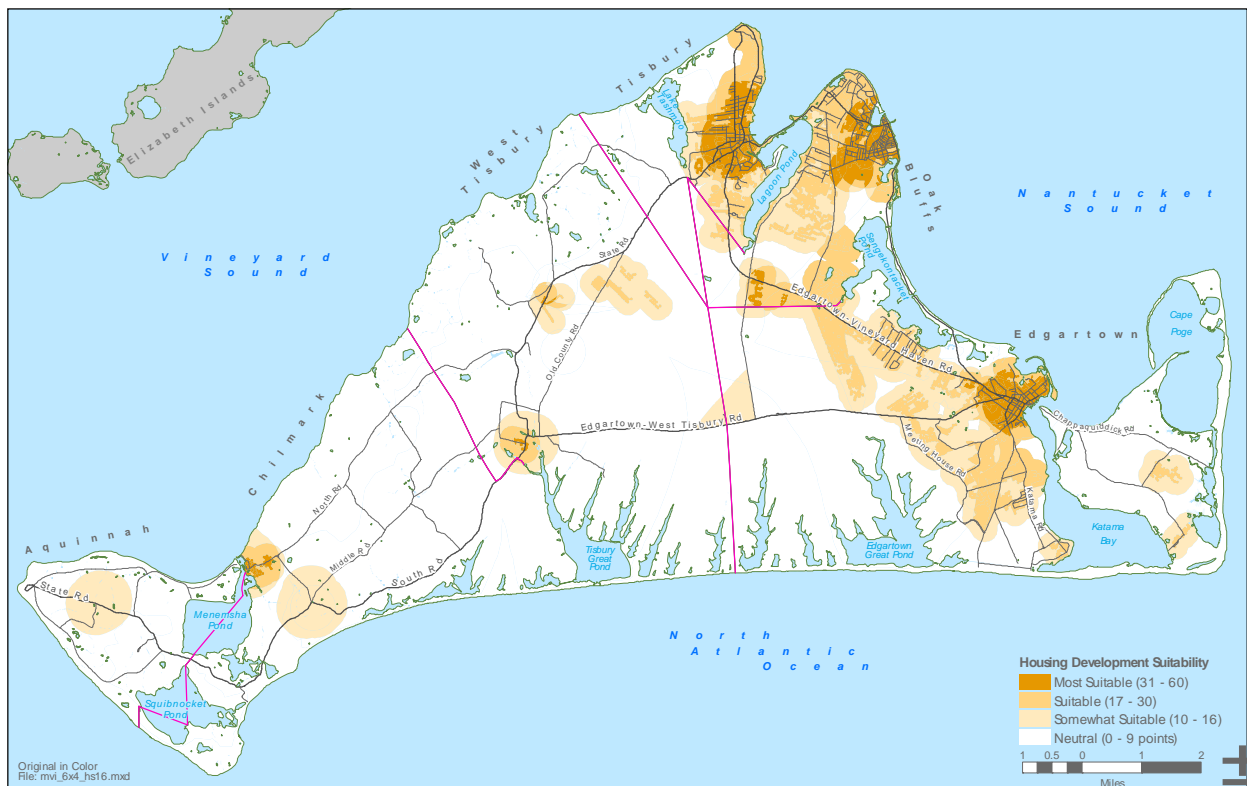 Elizabeth Islands
Tisbury
West
Tisbury
Lake
Tashmoo
Lagoon Pond
Oak
Bluffs
Nantucket
Sound
Vineyard
Sound
State Rd
Sengekontacket
Pond
Edgartown-Vineyard Haven Rd
Edgartown
Cape
Poge
Old County Rd
Chilmark
Edgartown-West Tisbury Rd
Chappaquiddick Rd
Meeting House Rd
North Rd
Katama Rd
Katama
Bay
Aquinnah
Middle Rd
South Rd
Tisbury
Great
Pond
Edgartown
Great Pond
State Rd
Menemsha
Pond
North
Atlantic
Ocean
Squibnocket
Pond
Housing Development Suitability
Most Suitable (31 - 60)
Suitable (17 - 30)
Somewhat Suitable (10 - 16)
Neutral (0 - 9 points)
1 0.5 0 1 2
Miles
Original in Color
File: mvi_6x4_hs16.mxd